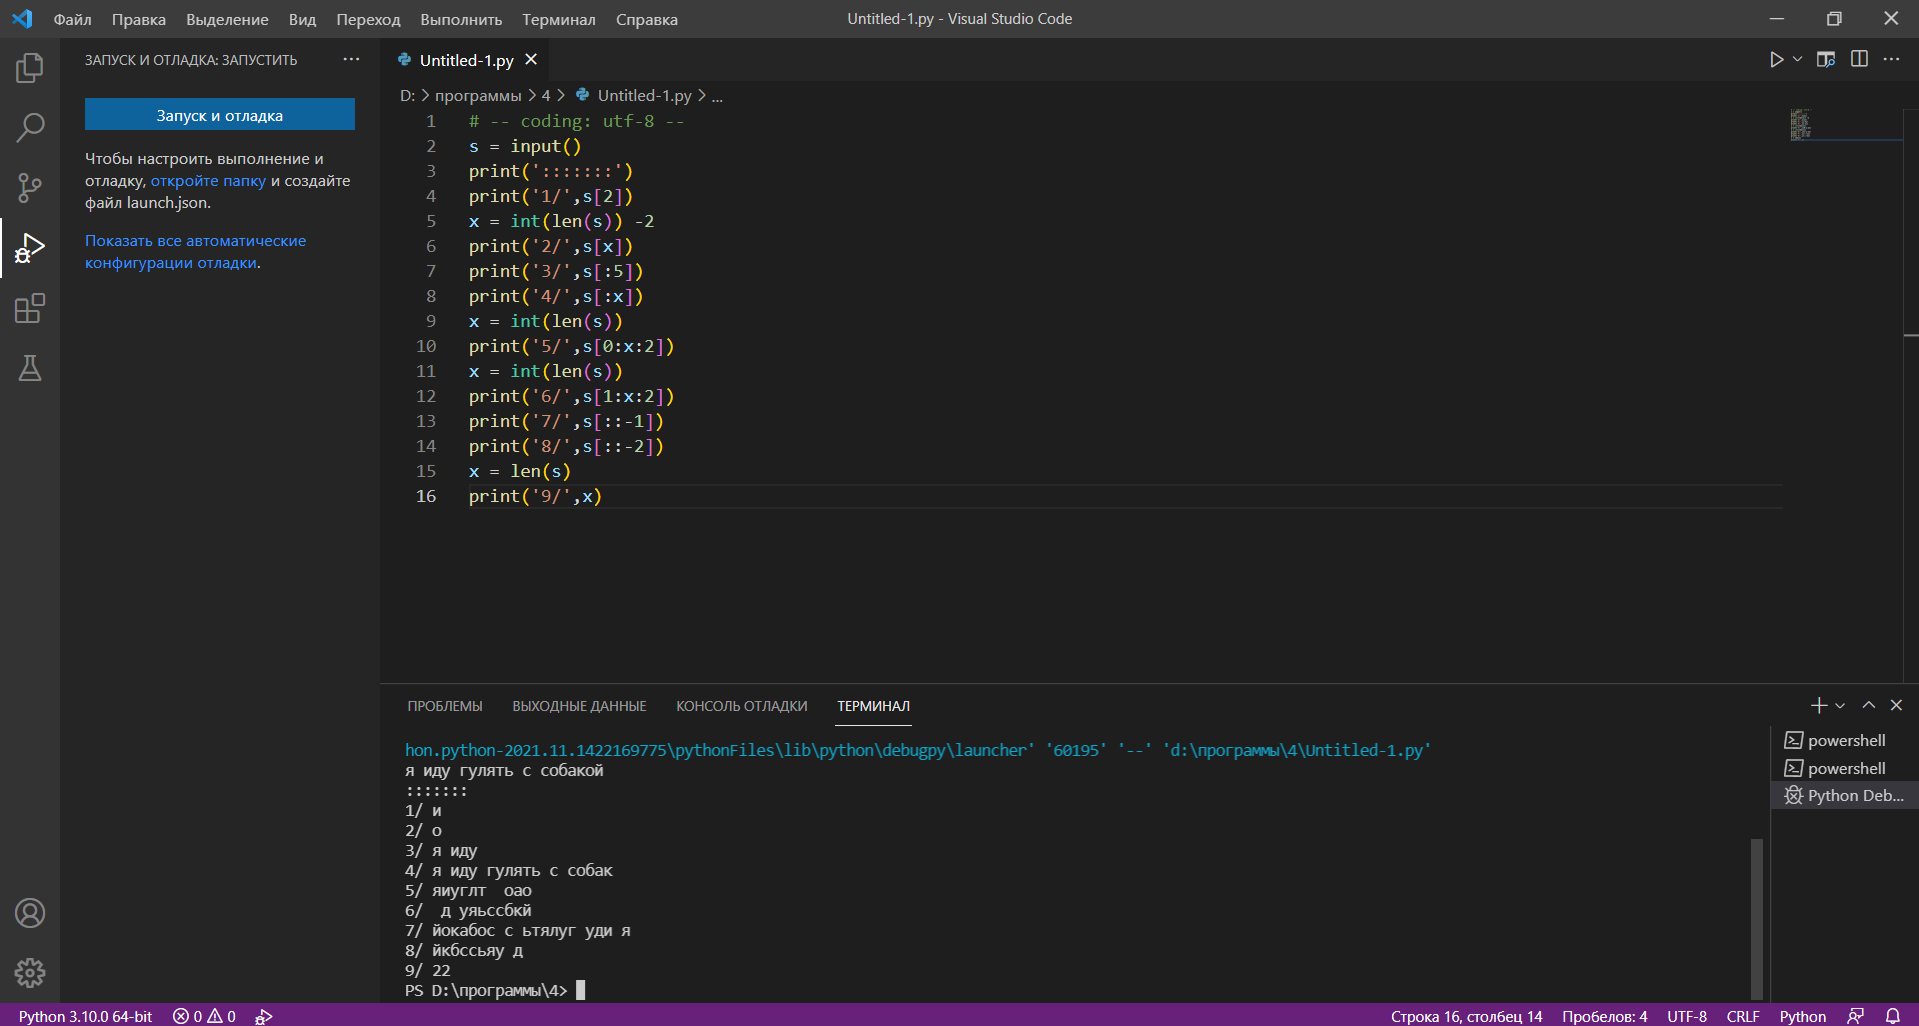 Файл Правка Выделение Вид Переход Выполнить Терминал Справка Untitled-1.py - Visual Studio Code
ЗАПУСК И ОТЛАДКА: ЗАПУСТИТЬ ...
Запуск и отладка
Чтобы настроить выполнение и
отладку, откройте папку и создайте
файл launch.json.
Показать все автоматические
конфигурации отладки.
Untitled-1.py
D: > программы > 4 > Untitled-1.py > ...
1 # -- coding: utf-8 --
2 s = input()
3 print(':::::::')
4 print('1/',s[2])
5 x = int(len(s)) -2
6 print('2/',s[x])
7 print('3/',s[:5])
8 print('4/',s[:x])
9 x = int(len(s))
10 print('5/',s[0:x:2])
11 x = int(len(s))
12 print('6/',s[1:x:2])
13 print('7/',s[::-1])
14 print('8/',s[::-2])
15 x = len(s)
16 print('9/',x)
ПРОБЛЕМЫ ВЫХОДНЫЕ ДАННЫЕ КОНСОЛЬ ОТЛАДКИ ТЕРМИНАЛ
hon.python-2021.11.1422169775\pythonFiles\lib\python\debugpy\launcher' '60195' '--' 'd:\программы\4\Untitled-1.py'
я иду гулять с собакой
:::::::
1/ и
2/ о
3/ я иду
4/ я иду гулять с собак
5/ яиуглт  оао
6/  д уяьссбкй
7/ йокабос с ьтялуг уди я
8/ йкбссьяу д
9/ 22
PS D:\программы\4>
powershell
powershell
Python Deb...
Python 3.10.0 64-bit 0 0 Строка 16, столбец 14 Пробелов: 4 UTF-8 CRLF Python